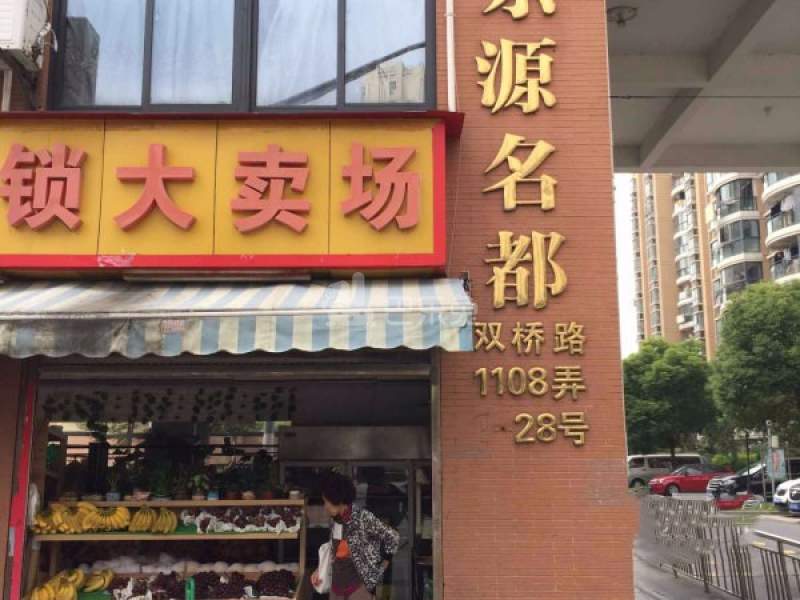 锁大卖场
源名都
双桥路
1108弄
28号